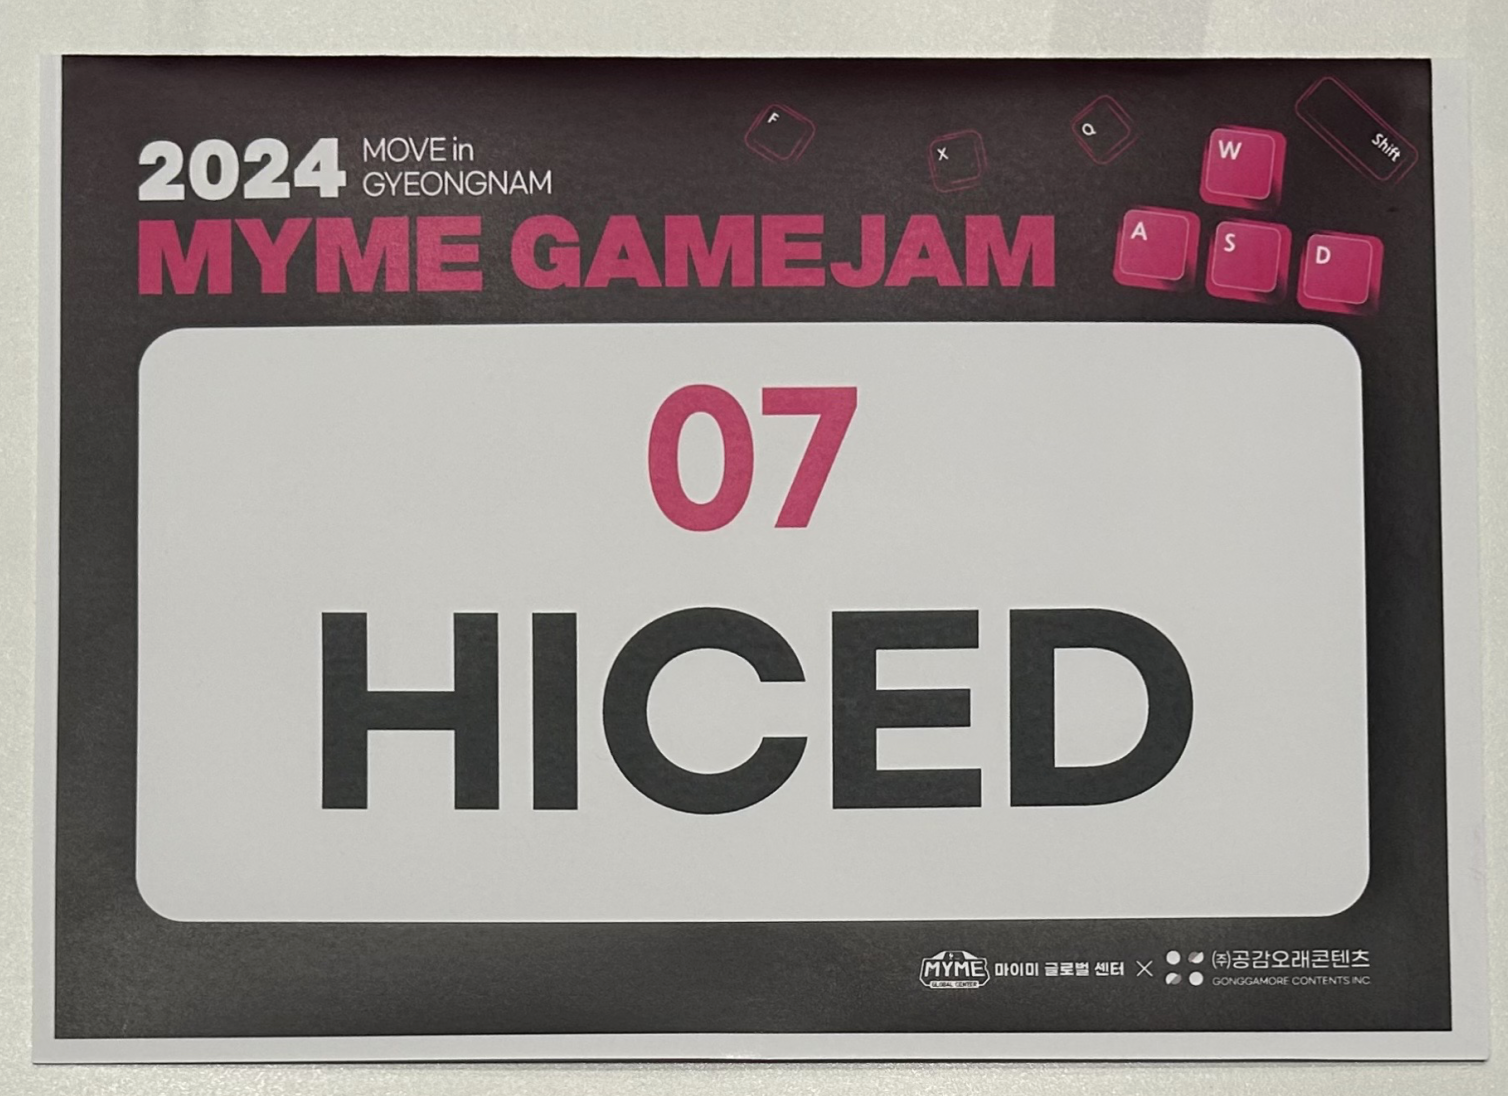 2024 MOVE in
GYEONGNAM
MYME GAMEJAM
F
X
Q
Shift
W
A
S
D
07
HICED
MYME
GLOBAL CENTER
마이미 글로벌 센터 × (주)공감오래콘텐츠
GONGGAMORE CONTENTS INC.